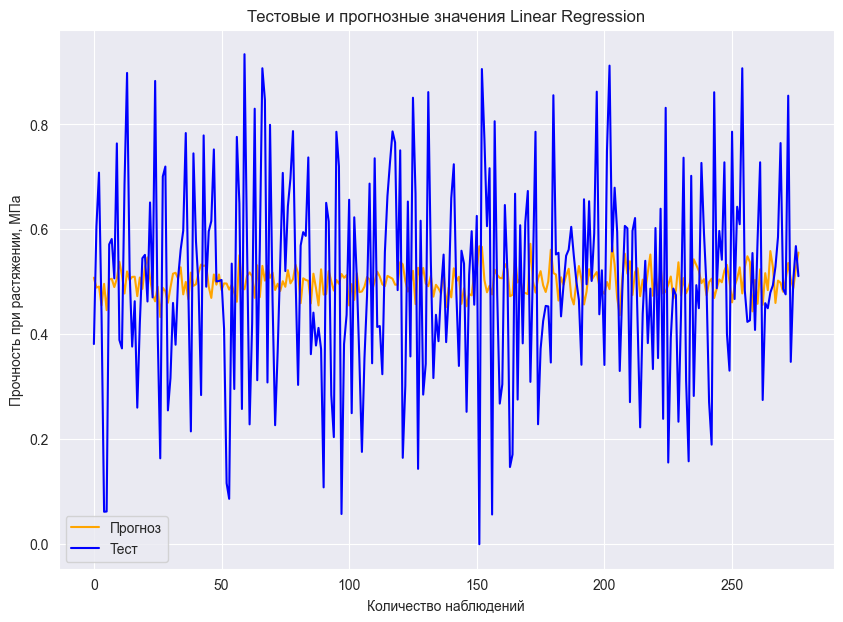 Тестовые и прогнозные значения Linear Regression
Прочность при растяжении, МПа
0.8
0.6
0.4
0.2
0.0
Прогноз
Тест
0 50 100 150 200 250
Количество наблюдений